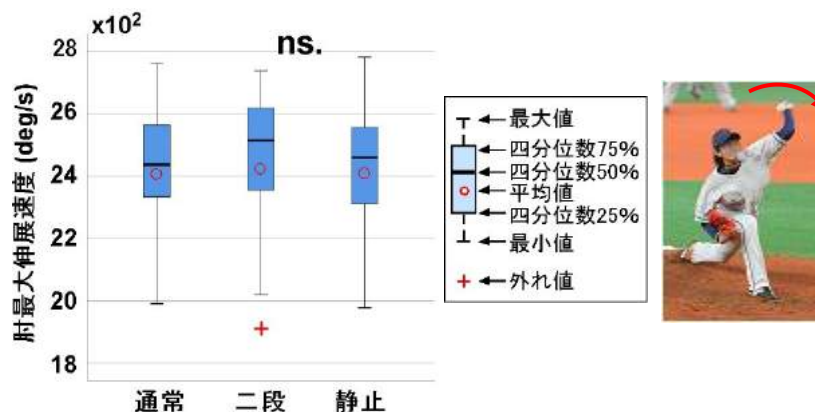 x10²
ns.
28
26
24
22
20
18
肘最大伸展速度 (deg/s)
通常 二段 静止
最大値
四分位数75%
四分位数50%
平均値
四分位数25%
最小値
外れ値